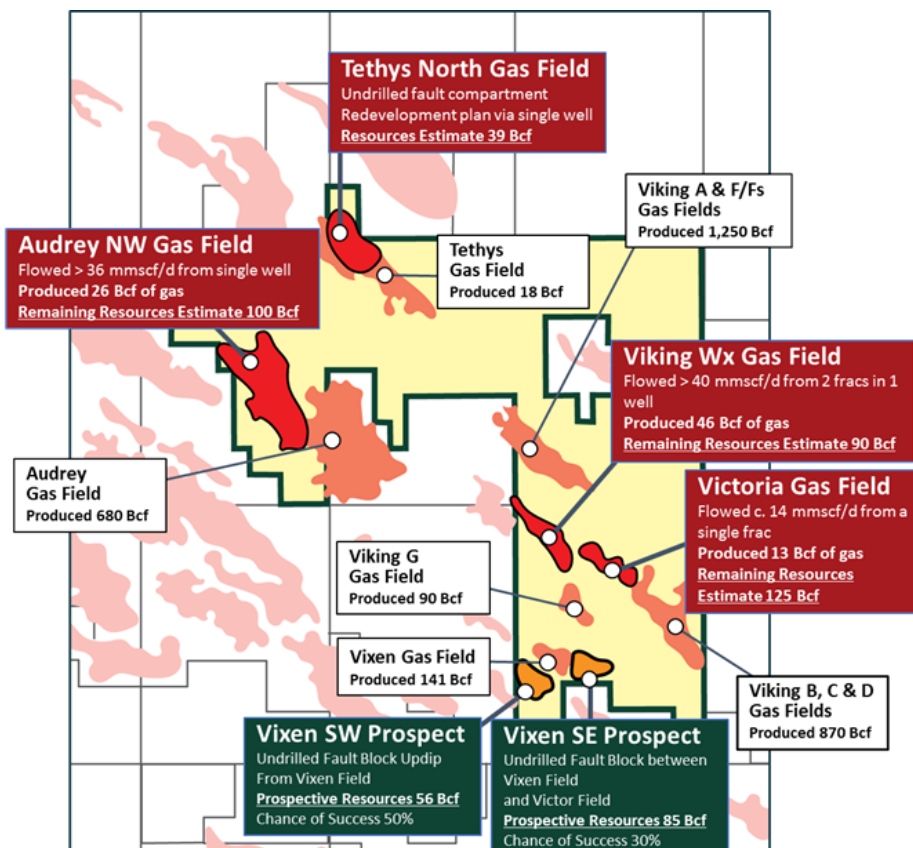 Tethys North Gas Field
Undrilled fault compartment
Redevelopment plan via single well
Resources Estimate 39 Bcf
Viking A & F/Fs
Gas Fields
Produced 1,250 Bcf
Audrey NW Gas Field
Flowed > 36 mmscf/d from single well
Produced 26 Bcf of gas
Remaining Resources Estimate 100 Bcf
Tethys
Gas Field
Produced 18 Bcf
Viking Wx Gas Field
Flowed > 40 mmscf/d from 2 fracs in 1
well
Produced 46 Bcf of gas
Remaining Resources Estimate 90 Bcf
Audrey
Gas Field
Produced 680 Bcf
Victoria Gas Field
Flowed c. 14 mmscf/d from a
single frac
Produced 13 Bcf of gas
Remaining Resources
Estimate 125 Bcf
Viking G
Gas Field
Produced 90 Bcf
Vixen Gas Field
Produced 141 Bcf
Viking B, C & D
Gas Fields
Produced 870 Bcf
Vixen SW Prospect
Undrilled Fault Block Updip
From Vixen Field
Prospective Resources 56 Bcf
Chance of Success 50%
Vixen SE Prospect
Undrilled Fault Block between
Vixen Field
and Victor Field
Prospective Resources 85 Bcf
Chance of Success 30%